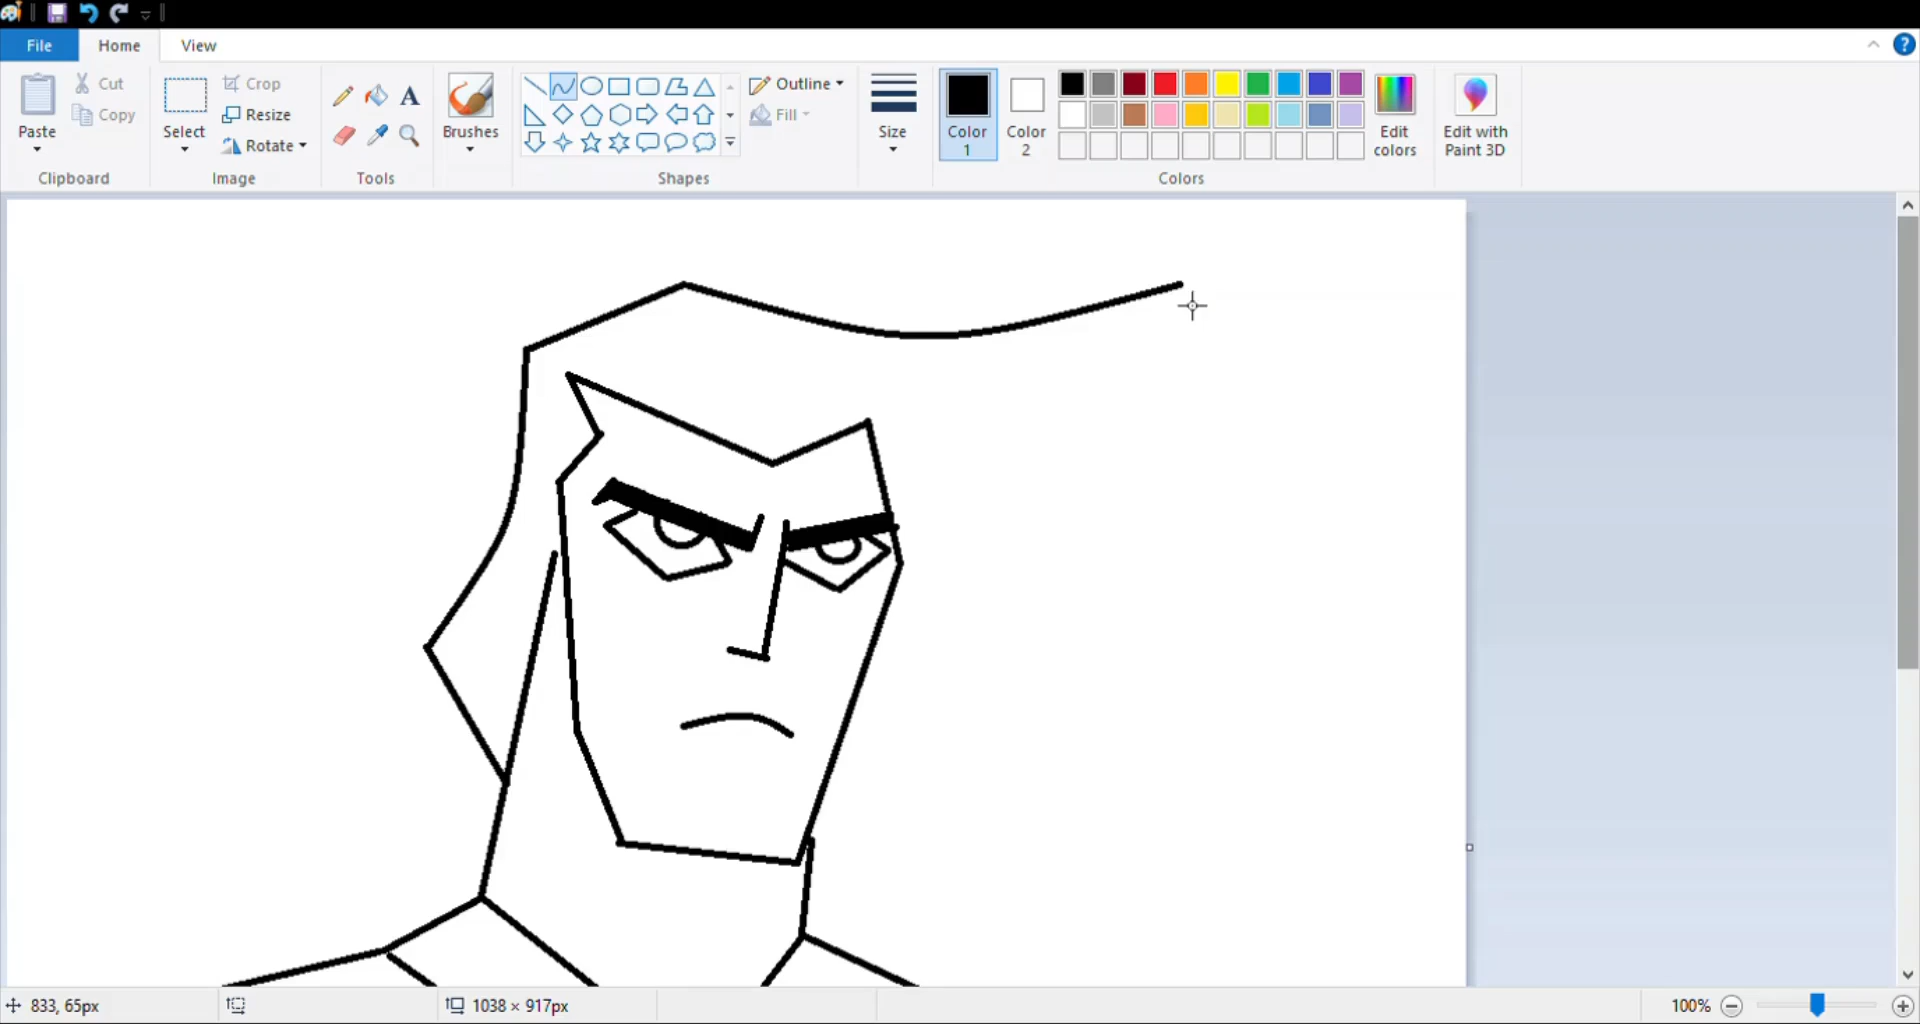 File Home View
Paste
Cut
Copy
Clipboard
Select
Crop
Resize
Rotate
Image
A
Tools
Brushes
Shapes
Outline
Fill
Size
Color 1
Color 2
Edit colors
Colors
Edit with Paint 3D
833, 65px
1038 × 917px
100%